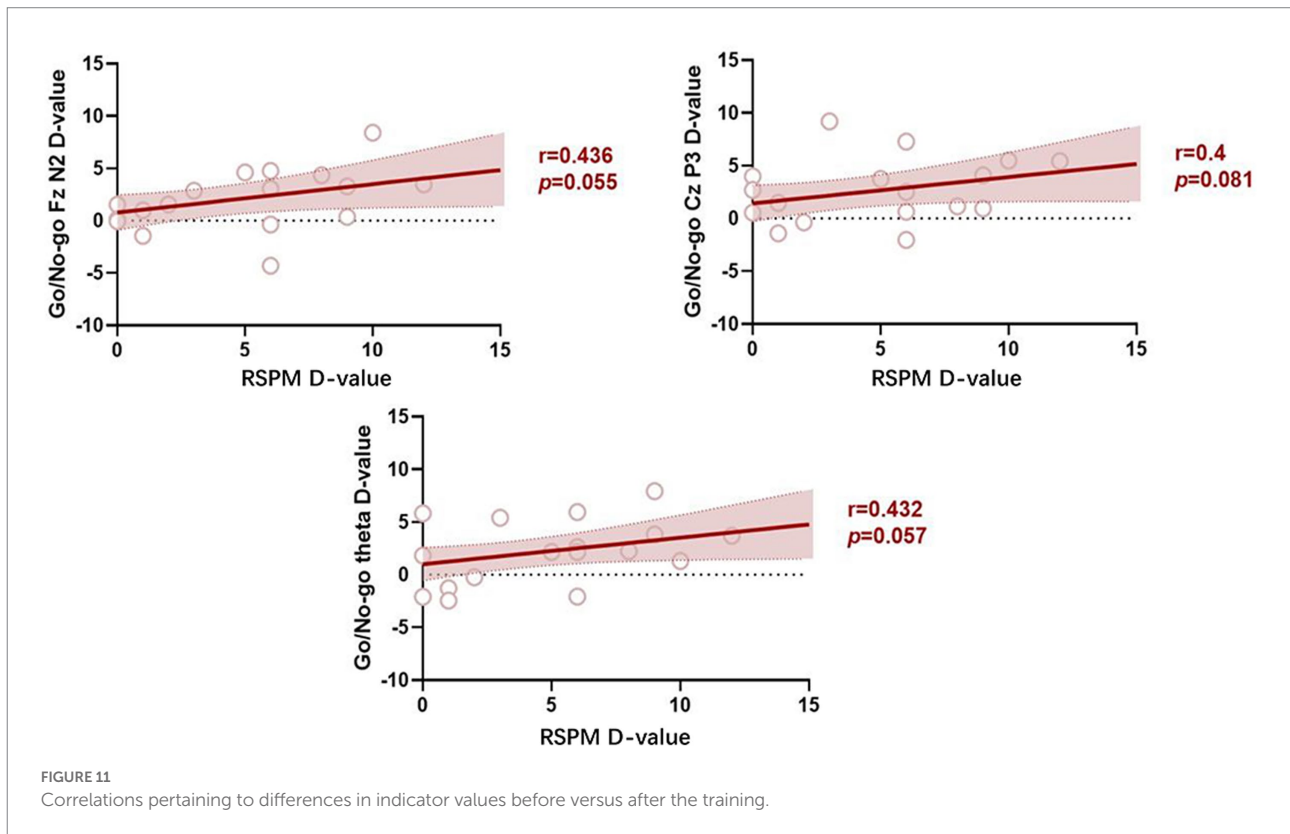 Go/No-go Fz N2 D-value
15
10
5
0
-5
-10
0 5 10 15
RSPM D-value
r=0.436
p=0.055
Go/No-go Cz P3 D-value
15
10
5
0
-5
-10
0 5 10 15
RSPM D-value
r=0.4
p=0.081
Go/No-go theta D-value
15
10
5
0
-5
-10
0 5 10 15
RSPM D-value
r=0.432
p=0.057
FIGURE 11
Correlations pertaining to differences in indicator values before versus after the training.